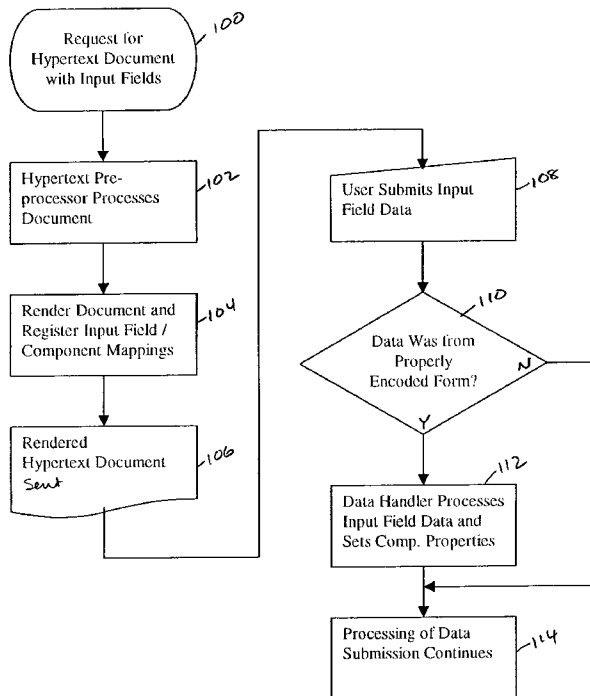 Request for
Hypertext Document
with Input Fields
100
Hypertext Pre-
processor Processes
Document
102
Render Document and
Register Input Field /
Component Mappings
104
Rendered
Hypertext Document
Sent
106
User Submits Input
Field Data
108
110
Data Was from
Properly
Encoded Form?
N
Y
112
Data Handler Processes
Input Field Data and
Sets Comp. Properties
Processing of Data
Submission Continues
114